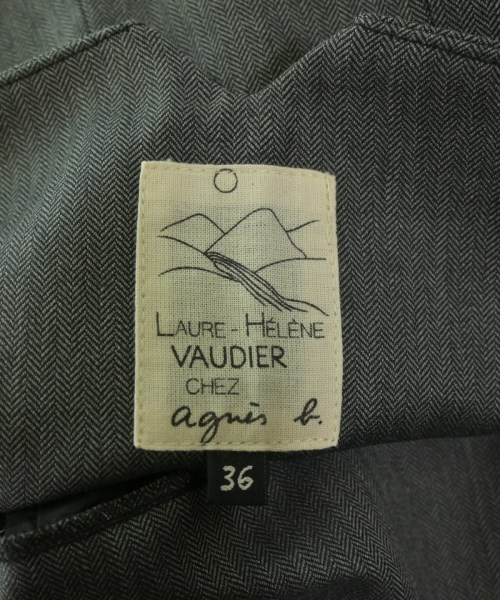 LAURE-HÉLÈNE
VAUDIER
CHEZ
agnès b.
36